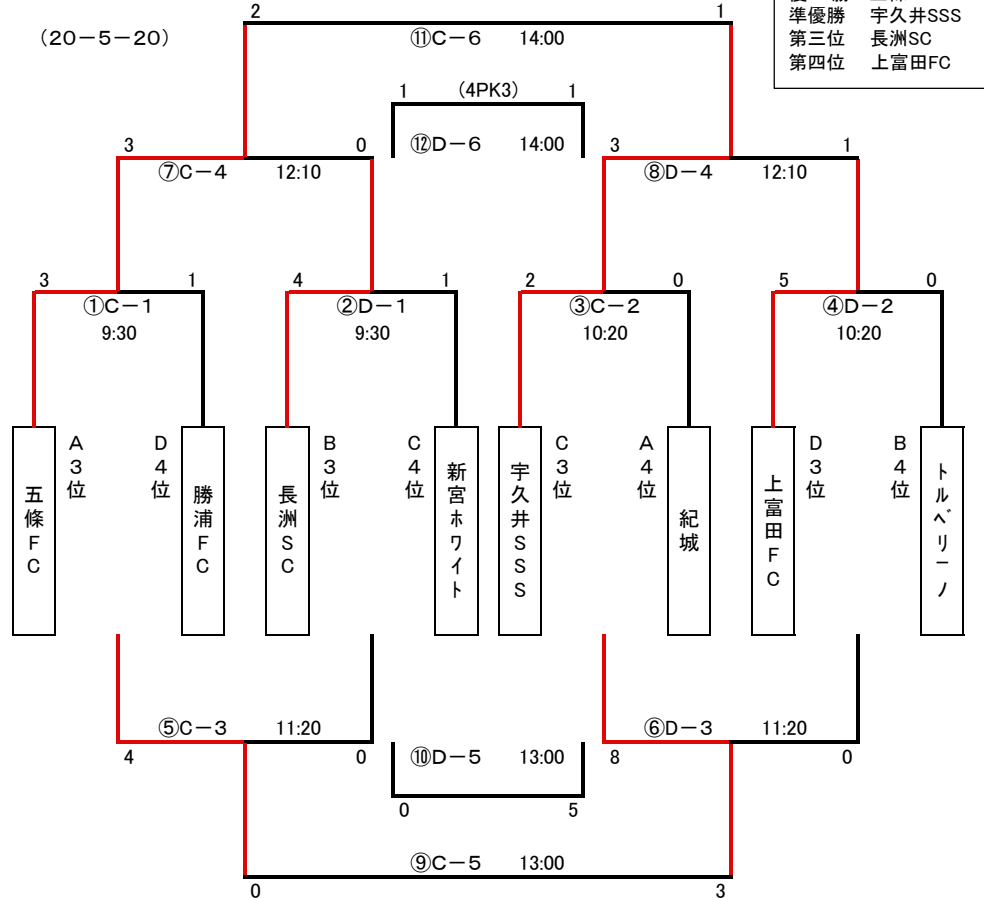 2 1
(20-5-20)
⑪C-6 14:00
準優勝 宇久井SSS
第三位 長洲SC
第四位 上富田FC
1 (4PK3) 1
⑫D-6 14:00
3 0
⑦C-4 12:10
3 1
⑧D-4 12:10
3 1
①C-1
9:30
4 1
②D-1
9:30
2 0
③C-2
10:20
5 0
④D-2
10:20
五條FC
A3位
D4位
勝浦FC
長洲SC
B3位
C4位
新宮ホワイト
宇久井SSS
C3位
A4位
紀城
上富田FC
D3位
B4位
トルベリーノ
⑤C-3 11:20
4 0
⑥D-3 11:20
8 0
⑩D-5 13:00
0 5
⑨C-5 13:00
0 3